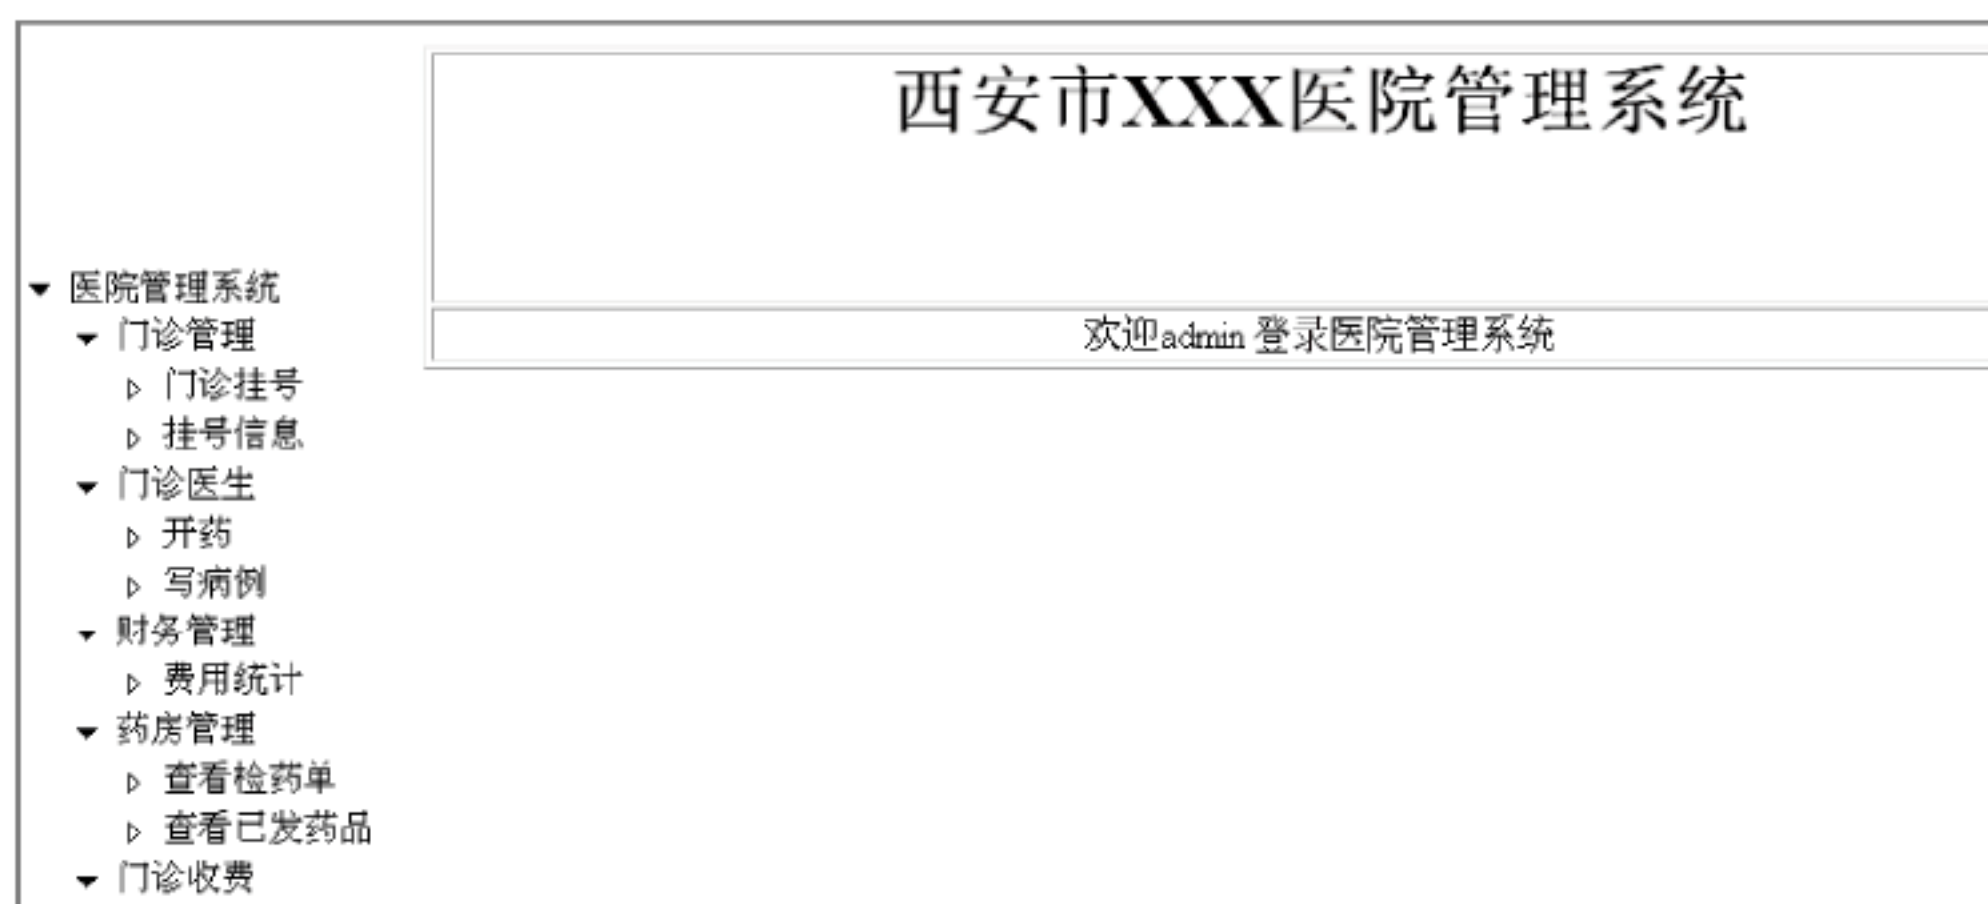 西安市XXX医院管理系统
欢迎admin 登录医院管理系统
医院管理系统
门诊管理
门诊挂号
挂号信息
门诊医生
开药
写病例
财务管理
费用统计
药房管理
查看检药单
查看已发药品
门诊收费